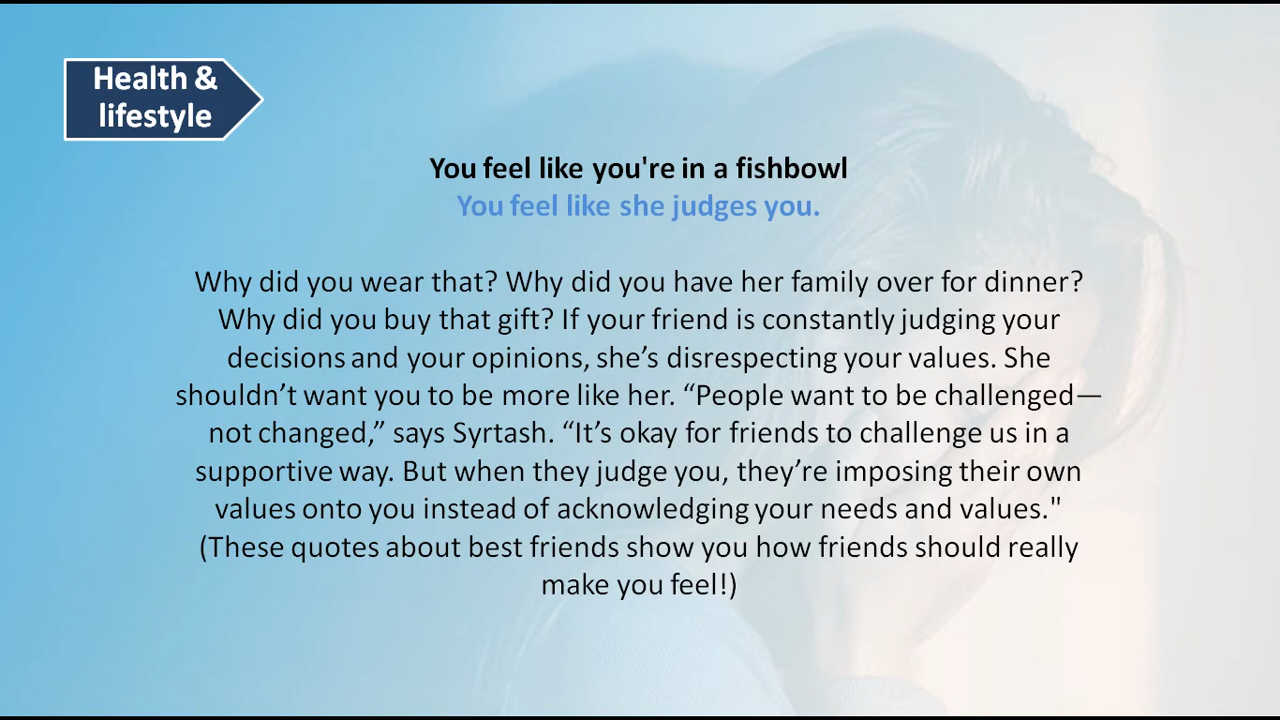 Health &
lifestyle
You feel like you're in a fishbowl
You feel like she judges you.
Why did you wear that? Why did you have her family over for dinner?
Why did you buy that gift? If your friend is constantly judging your
decisions and your opinions, she’s disrespecting your values. She
shouldn’t want you to be more like her. “People want to be challenged—
not changed,” says Syrtash. “It’s okay for friends to challenge us in a
supportive way. But when they judge you, they’re imposing their own
values onto you instead of acknowledging your needs and values."
(These quotes about best friends show you how friends should really
make you feel!)